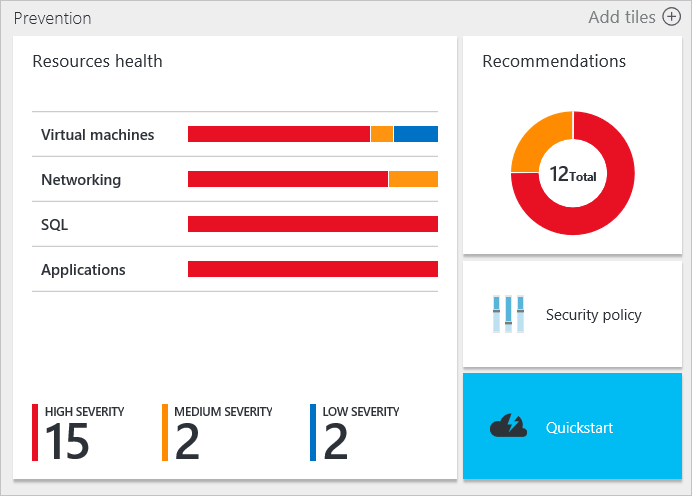 Prevention
Add tiles
Resources health
Virtual machines
Networking
SQL
Applications
HIGH SEVERITY
15
MEDIUM SEVERITY
2
LOW SEVERITY
2
Recommendations
12 Total
Security policy
Quickstart